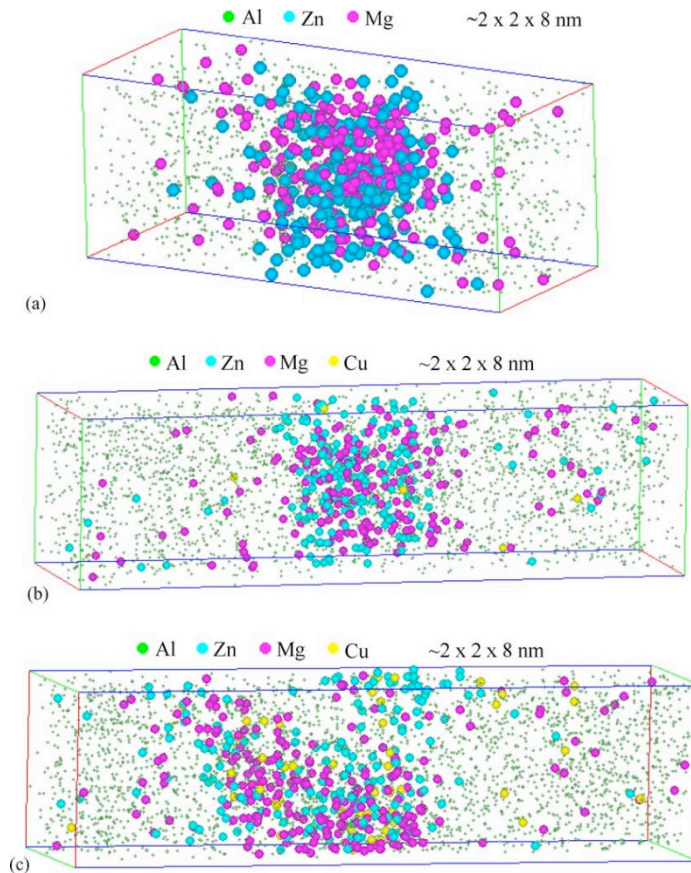 Al Zn Mg ~2 x 2 x 8 nm
(a)
Al Zn Mg Cu ~2 x 2 x 8 nm
(b)
Al Zn Mg Cu ~2 x 2 x 8 nm
(c)